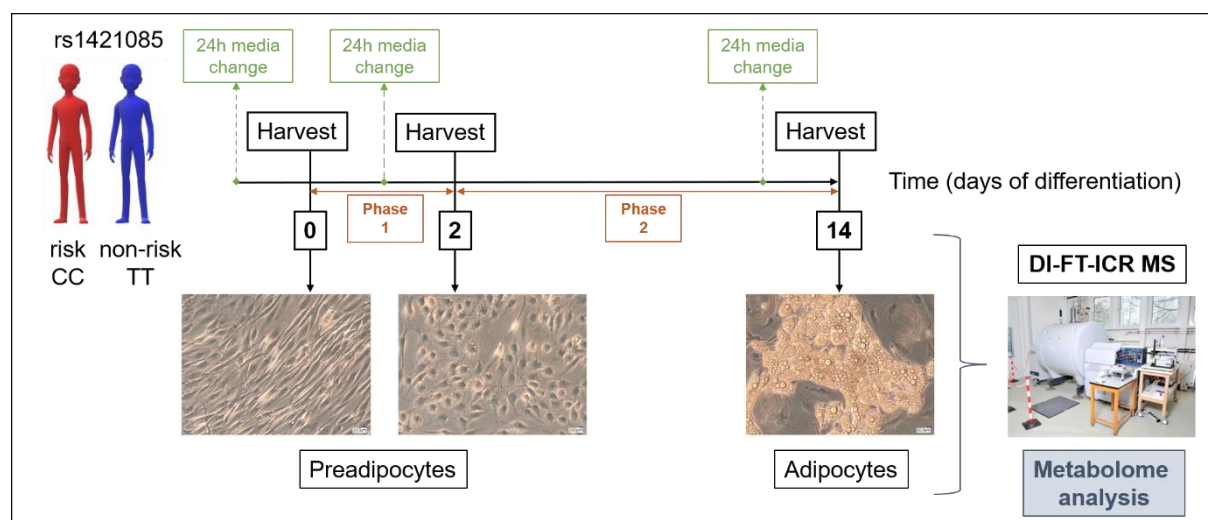 rs1421085
24h media
change
24h media
change
24h media
change
Harvest
Harvest
Harvest
Time (days of differentiation)
Phase
1
Phase
2
0
2
14
risk
CC
non-risk
TT
DI-FT-ICR MS
Preadipocytes
Adipocytes
Metabolome
analysis